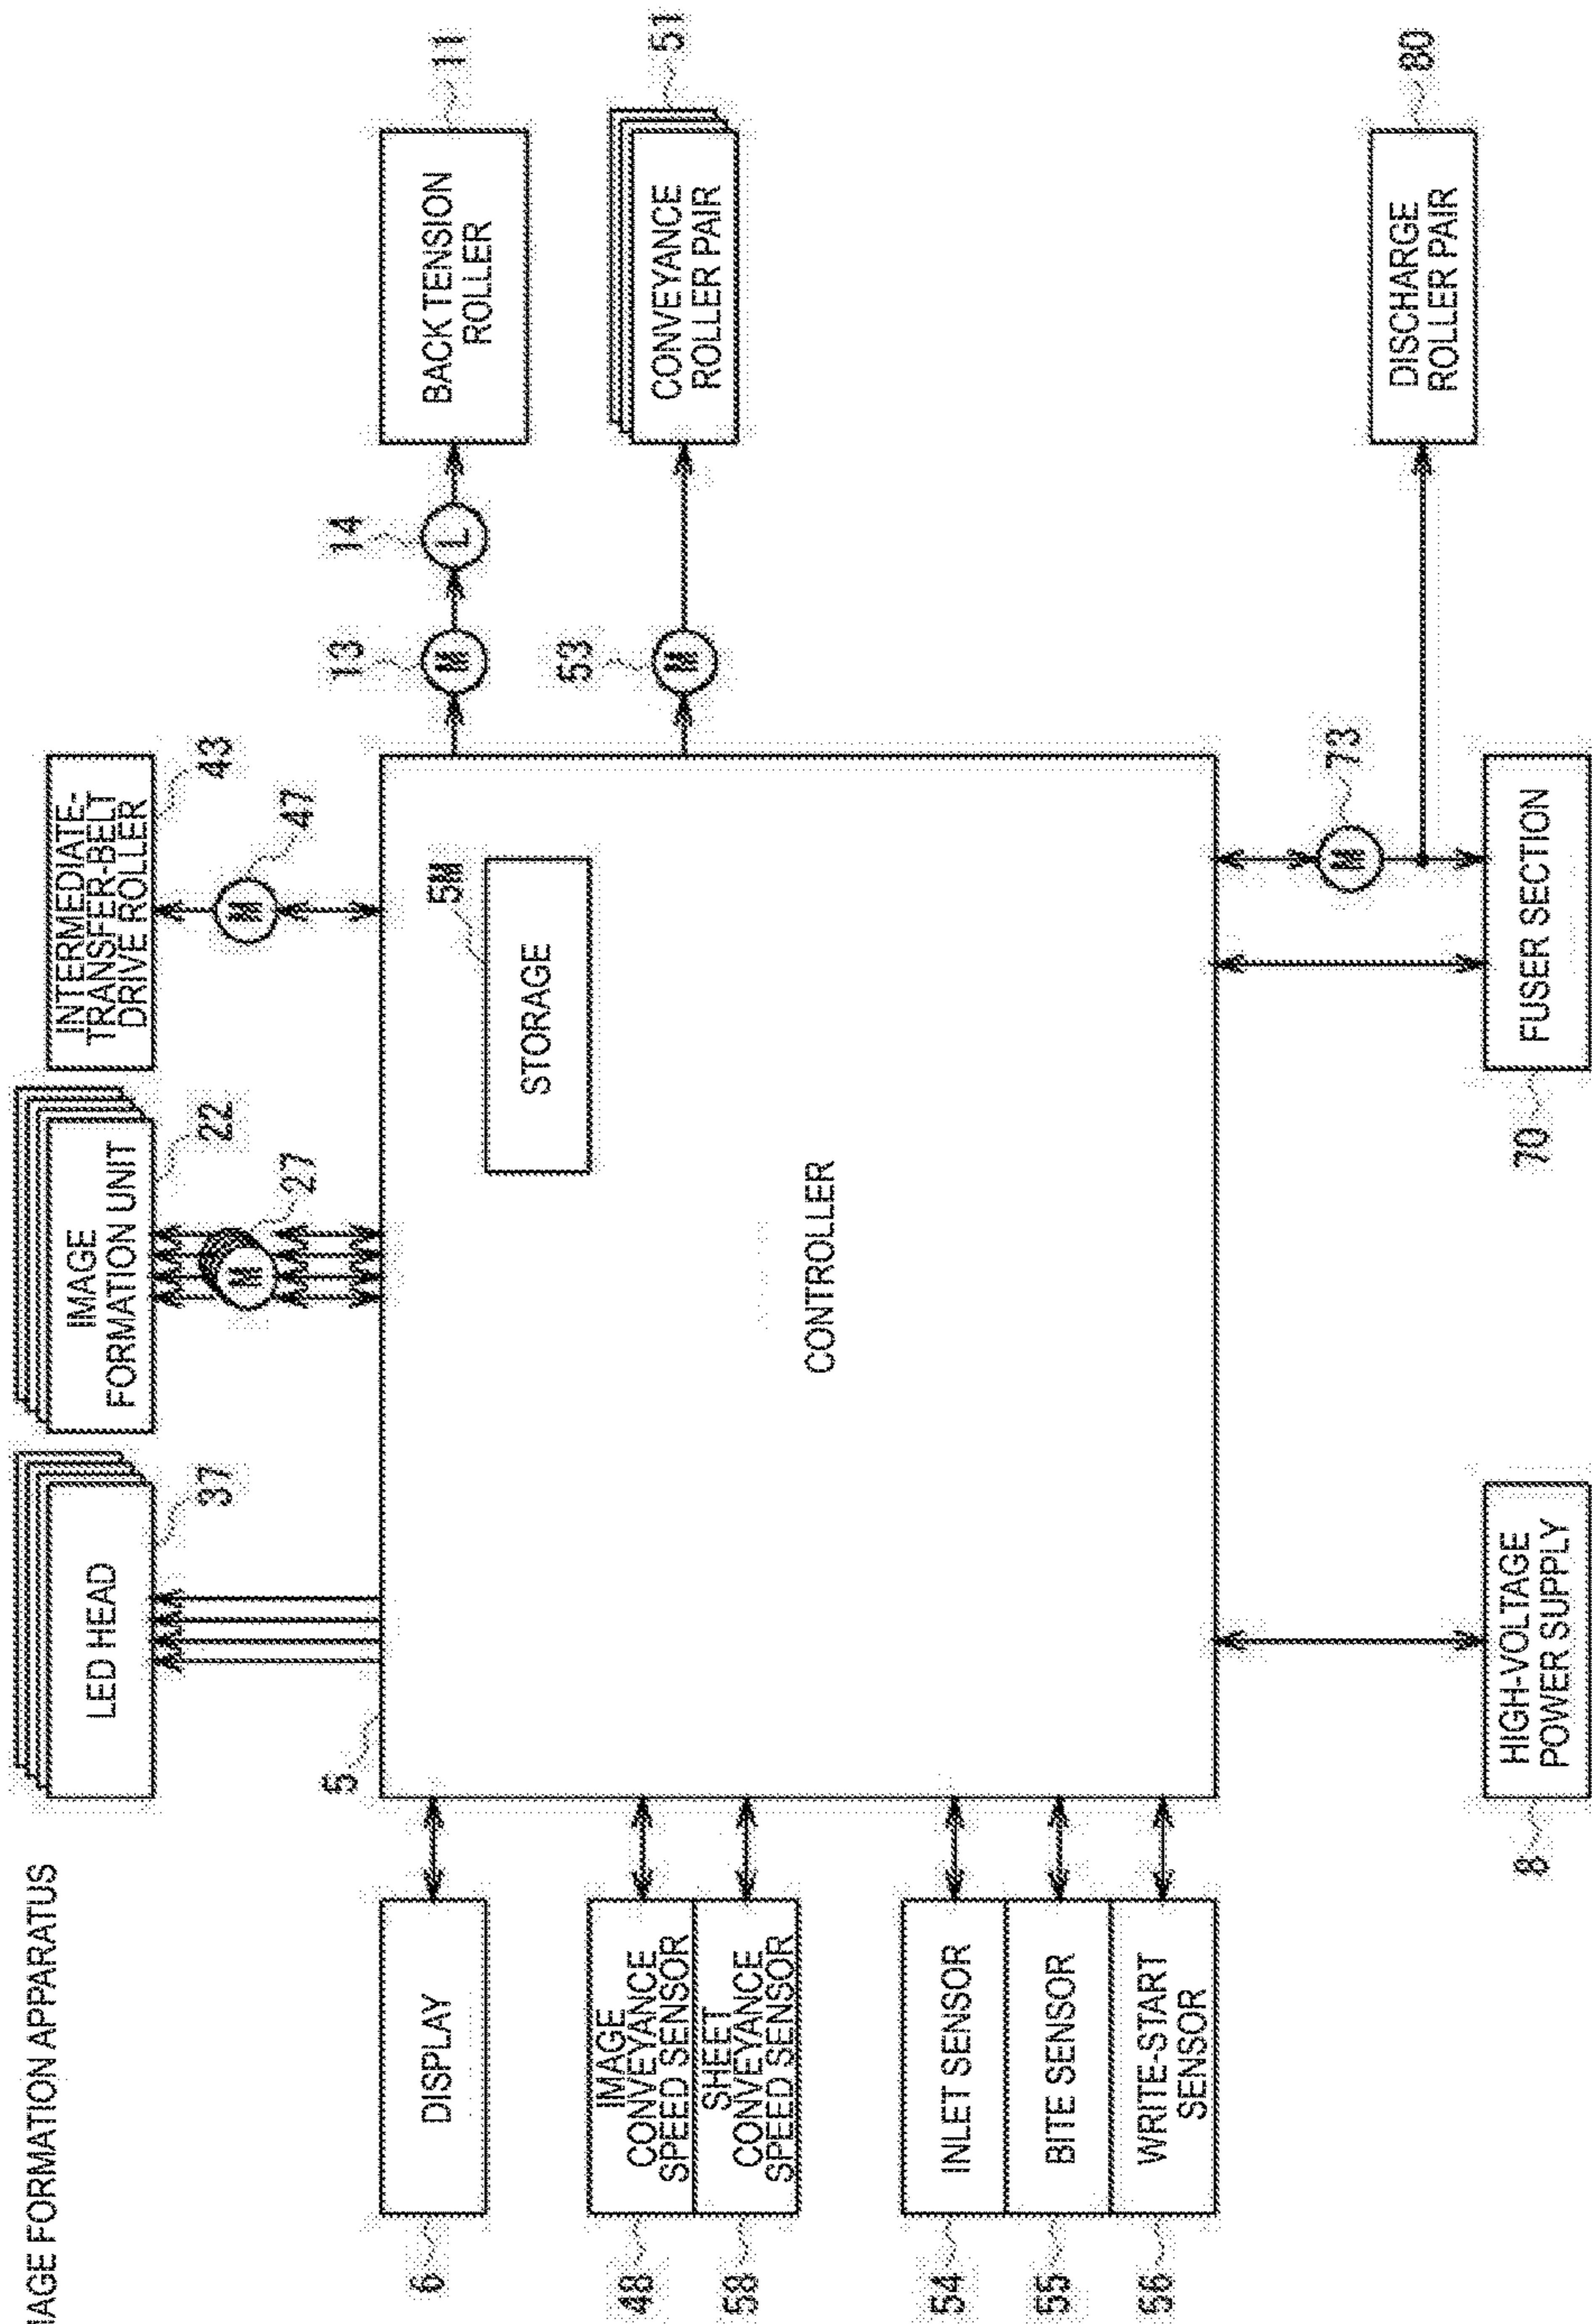 MAGE FORMATION APPARATUS
LED HEAD
37
IMAGE
FORMATION UNIT
22
27
M
INTERMEDIATE-
TRANSFER-BELT
DRIVE ROLLER
43
47
M
5
DISPLAY
6
IMAGE
CONVEYANCE
SPEED SENSOR
48
SHEET
CONVEYANCE
SPEED SENSOR
58
INLET SENSOR
54
BITE SENSOR
55
WRITE-START
SENSOR
56
CONTROLLER
STORAGE
5M
13
M
14
L
BACK TENSION
ROLLER
11
53
M
CONVEYANCE
ROLLER PAIR
51
HIGH-VOLTAGE
POWER SUPPLY
8
FUSER SECTION
70
M
73
DISCHARGE
ROLLER PAIR
80